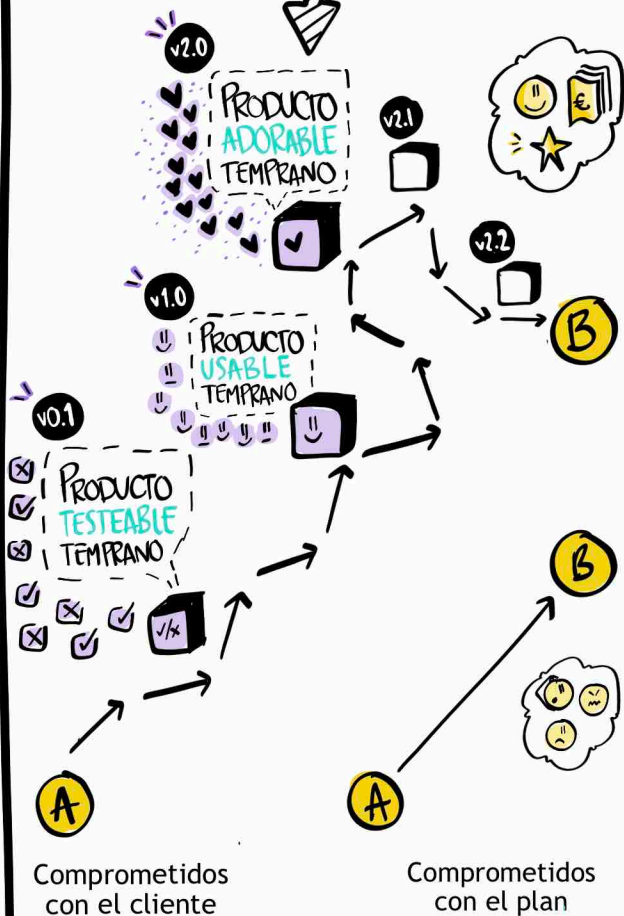 v2.0
PRODUCTO
ADORABLE
TEMPRANO
v2.1
€
v2.2
B
v1.0
PRODUCTO
USABLE
TEMPRANO
v0.1
PRODUCTO
TESTEABLE
TEMPRANO
✓/x
B
A
A
Comprometidos
con el cliente
Comprometidos
con el plan